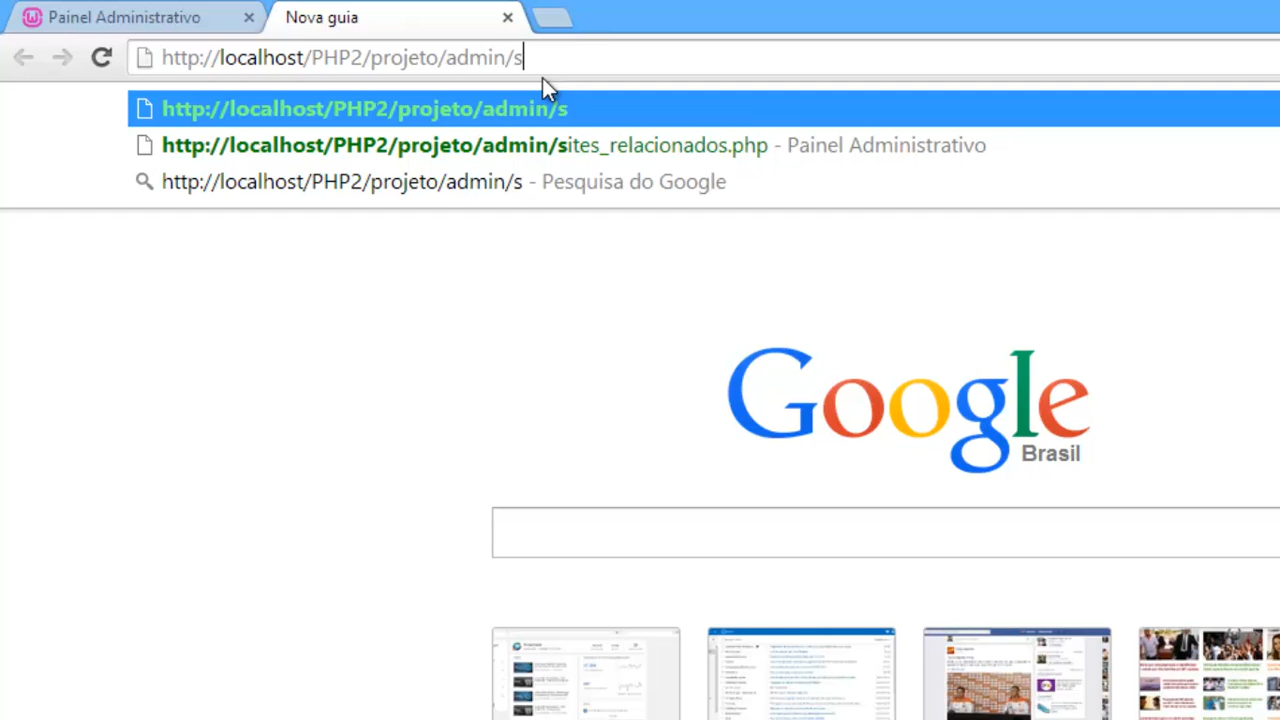 Painel Administrativo
Nova guia
http://localhost/PHP2/projeto/admin/s
http://localhost/PHP2/projeto/admin/s
http://localhost/PHP2/projeto/admin/sites_relacionados.php - Painel Administrativo
http://localhost/PHP2/projeto/admin/s - Pesquisa do Google
Google
Brasil